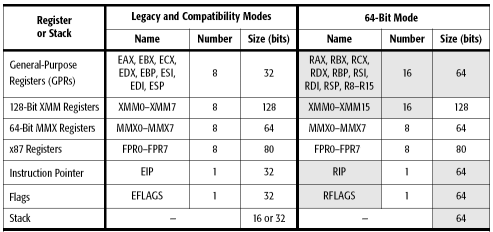 Register or Stack | Legacy and Compatibility Modes | 64-Bit Mode
Name | Number | Size (bits) | Name | Number | Size (bits)
General-Purpose Registers (GPRs) | EAX, EBX, ECX, EDX, EBP, ESI, EDI, ESP | 8 | 32 | RAX, RBX, RCX, RDX, RBP, RSI, RDI, RSP, R8–R15 | 16 | 64
128-Bit XMM Registers | XMM0–XMM7 | 8 | 128 | XMM0–XMM15 | 16 | 128
64-Bit MMX Registers | MMX0–MMX7 | 8 | 64 | MMX0–MMX7 | 8 | 64
x87 Registers | FPR0–FPR7 | 8 | 80 | FPR0–FPR7 | 8 | 80
Instruction Pointer | EIP | 1 | 32 | RIP | 1 | 64
Flags | EFLAGS | 1 | 32 | RFLAGS | 1 | 64
Stack | – | 16 or 32 | – | 64